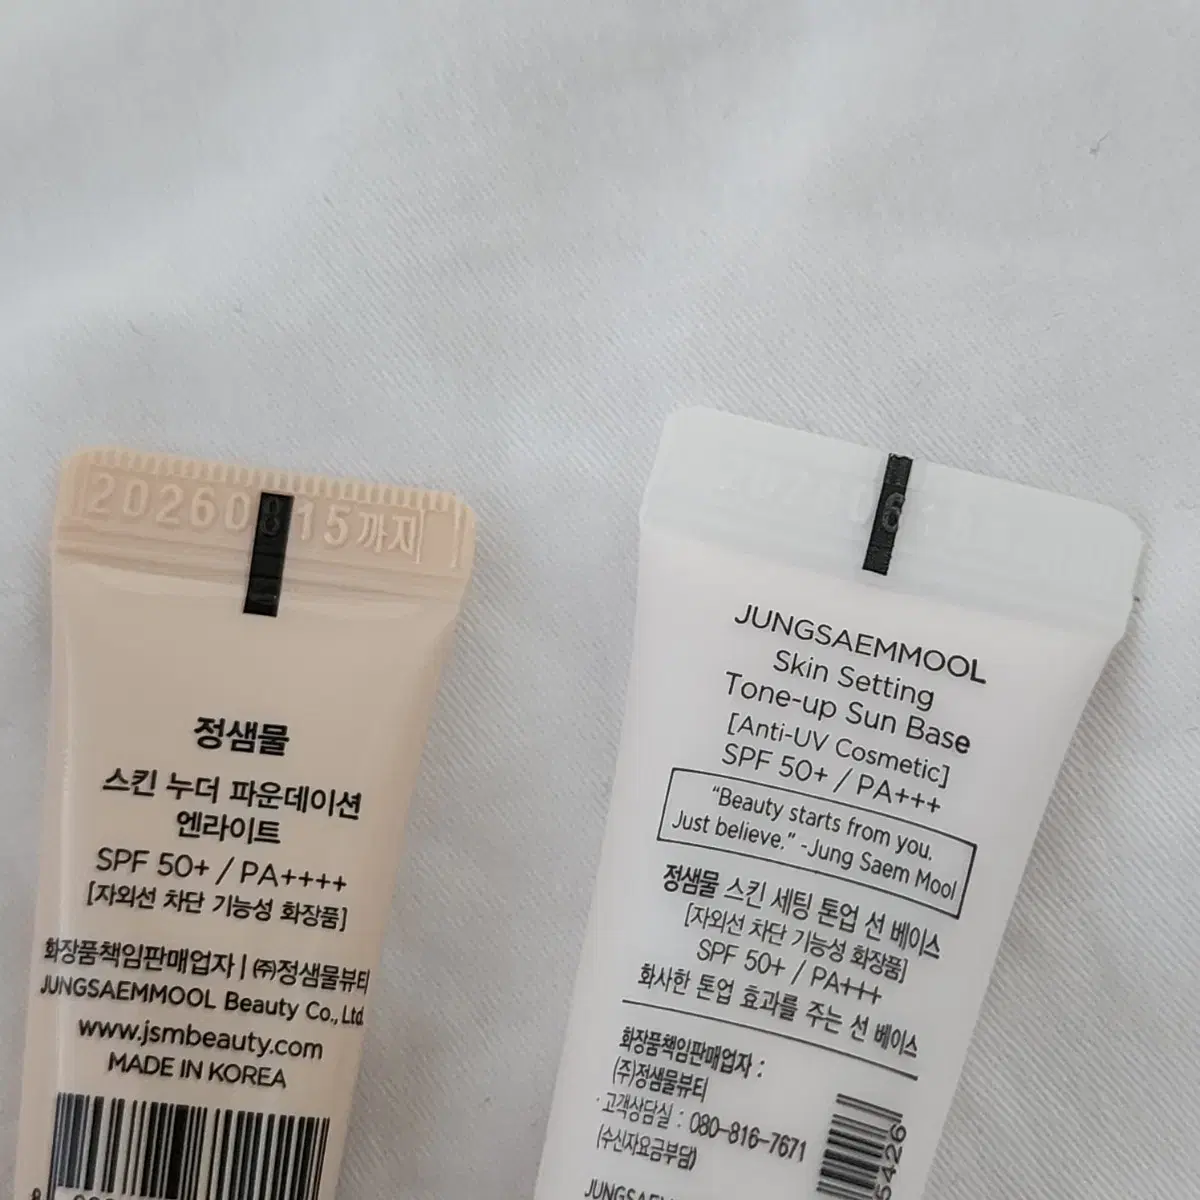 20260815까지
정샘물
스킨 누더 파운데이션
엔라이트
SPF 50+ / PA++++
[자외선 차단 기능성 화장품]
화장품책임판매업자 | ㈜정샘물뷰티
JUNGSAEMMOOL Beauty Co., Ltd.
www.jsmbeauty.com
MADE IN KOREA
JUNGSAEMMOOL
Skin Setting
Tone-up Sun Base
[Anti-UV Cosmetic]
SPF 50+ / PA+++
“Beauty starts from you.
Just believe.” -Jung Saem Mool
정샘물 스킨 세팅 톤업 선 베이스
[자외선 차단 기능성 화장품]
SPF 50+ / PA+++
화사한 톤업 효과를 주는 선 베이스
화장품책임판매업자 :
(주)정샘물뷰티
· 고객상담실 : 080-816-7671
(수신자요금부담)
5426